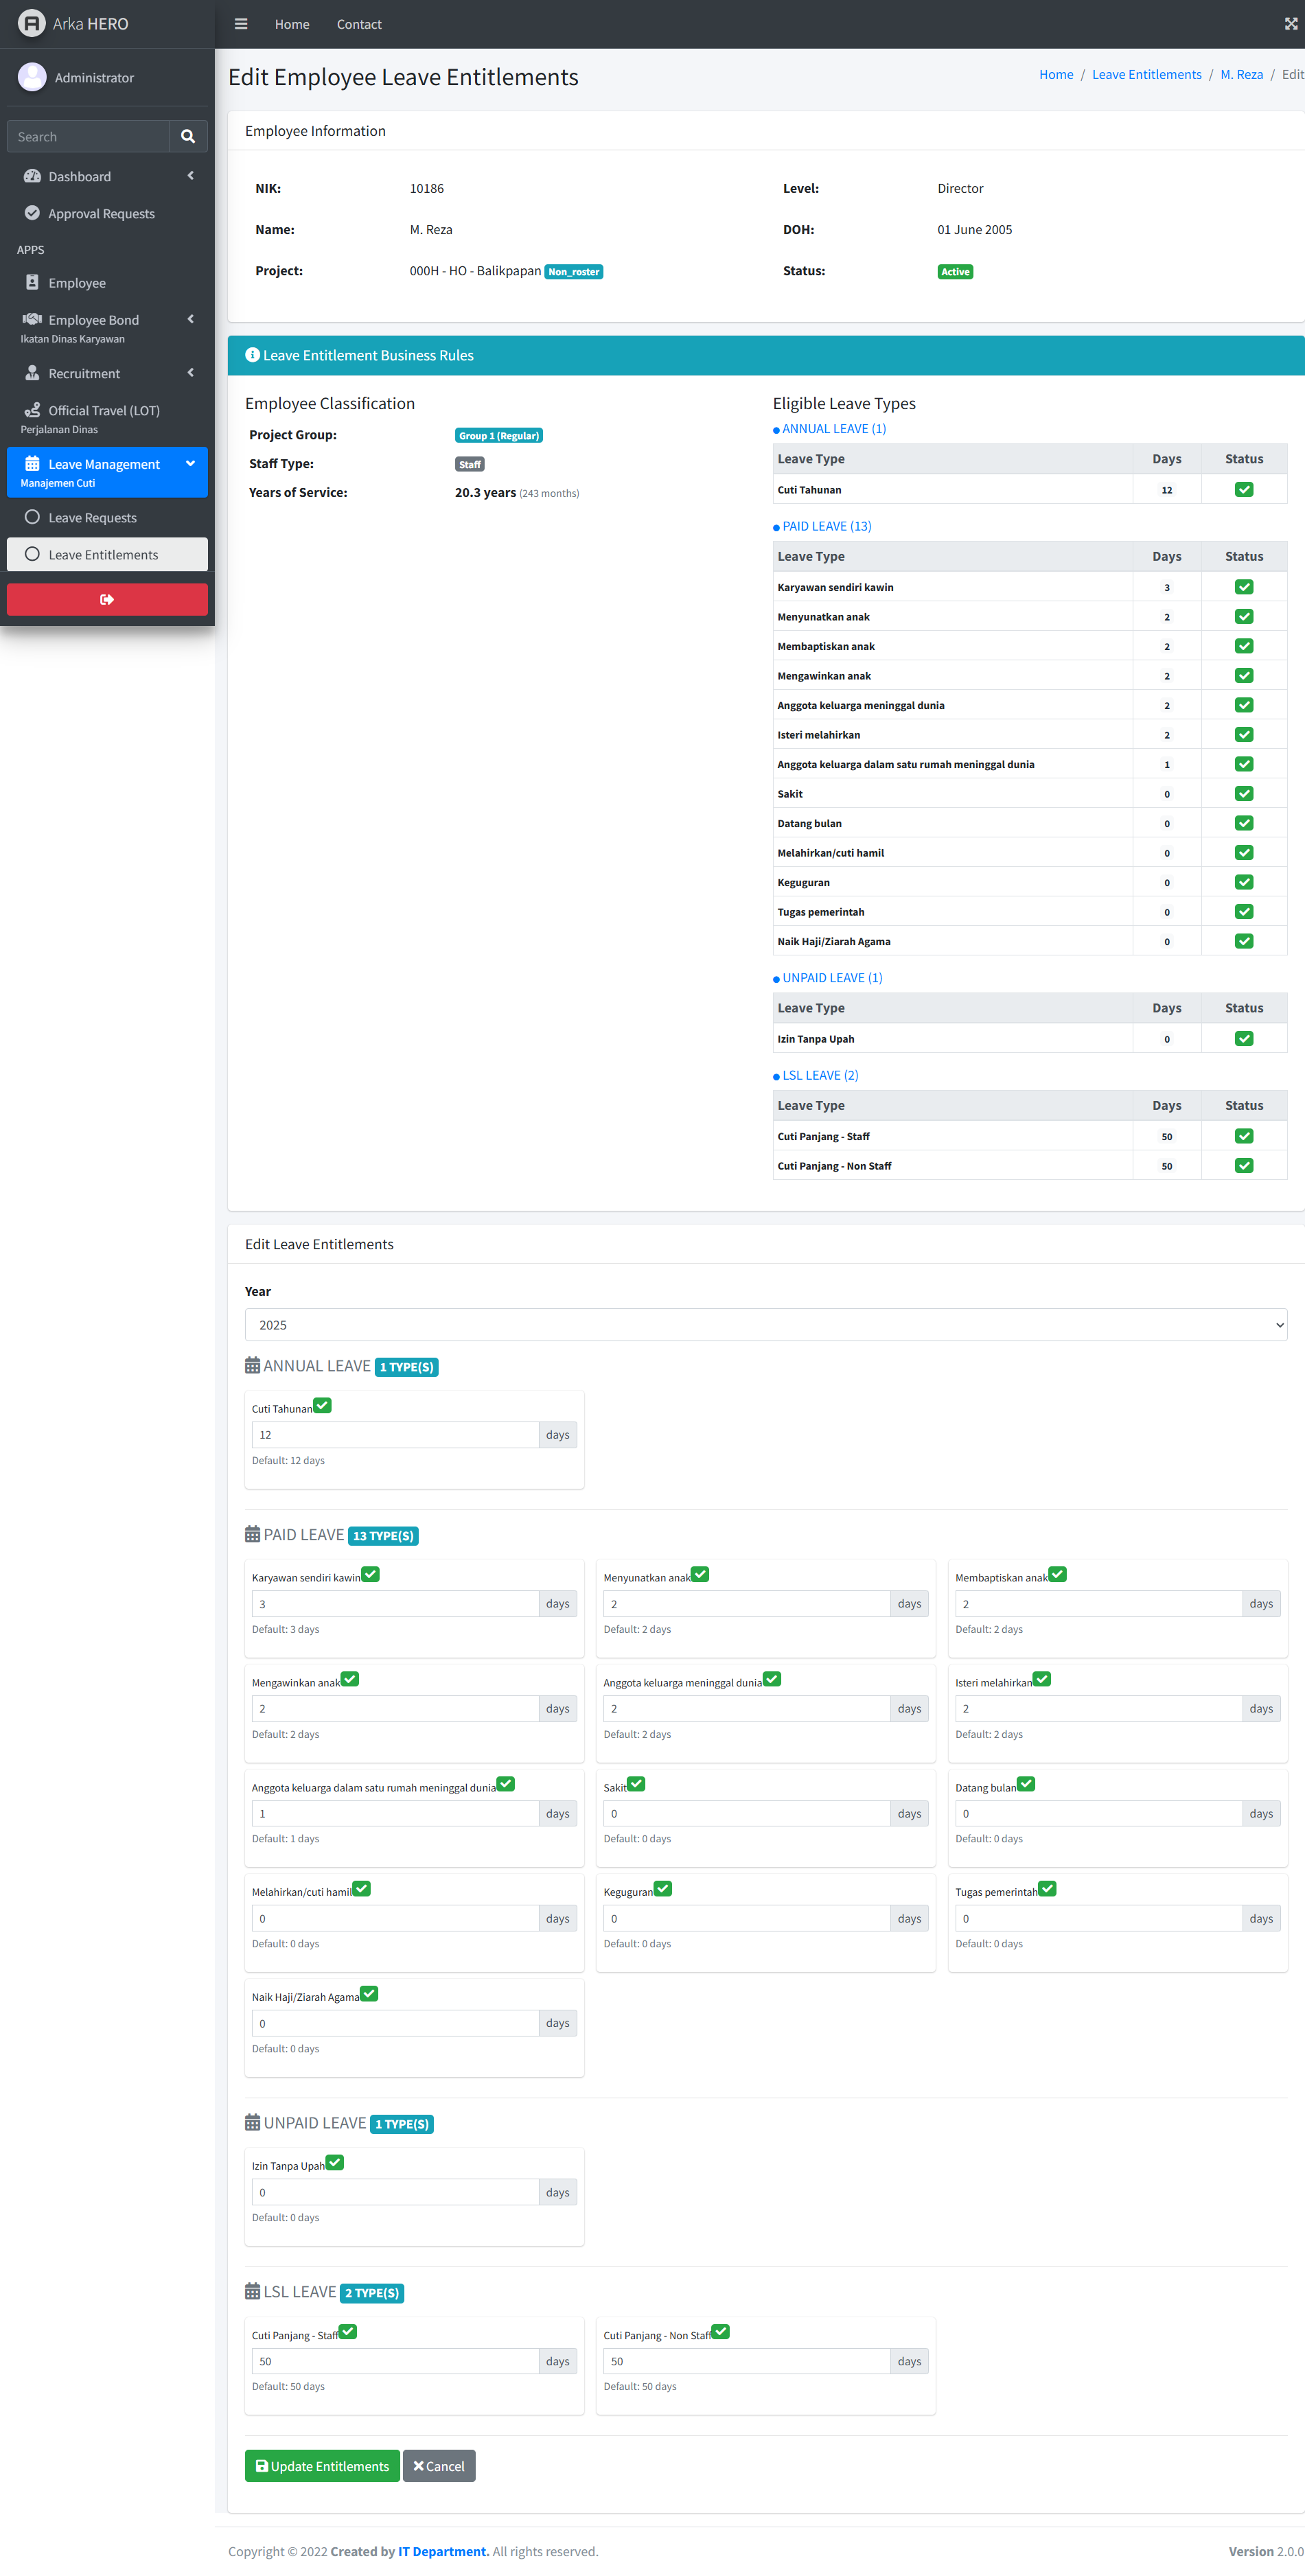 Arka HERO
Home Contact
Administrator
Search
Dashboard
Approval Requests
APPS
Employee
Employee Bond
Ikatan Dinas Karyawan
Recruitment
Official Travel (LOT)
Perjalanan Dinas
Leave Management
Manajemen Cuti
Leave Requests
Leave Entitlements
Edit Employee Leave Entitlements
Home / Leave Entitlements / M. Reza / Edit
Employee Information
NIK: 10186 Level: Director
Name: M. Reza DOH: 01 June 2005
Project: 000H - HO - Balikpapan Non_roster Status: Active
Leave Entitlement Business Rules
Employee Classification
Project Group: Group 1 (Regular)
Staff Type: Staff
Years of Service: 20.3 years (243 months)
Eligible Leave Types
ANNUAL LEAVE (1)
Leave Type Days Status
Cuti Tahunan 12
PAID LEAVE (13)
Leave Type Days Status
Karyawan sendiri kawin 3
Menyunatkan anak 2
Membaptiskan anak 2
Mengawinkan anak 2
Anggota keluarga meninggal dunia 2
Isteri melahirkan 2
Anggota keluarga dalam satu rumah meninggal dunia 1
Sakit 0
Datang bulan 0
Melahirkan/cuti hamil 0
Keguguran 0
Tugas pemerintah 0
Naik Haji/Ziarah Agama 0
UNPAID LEAVE (1)
Leave Type Days Status
Izin Tanpa Upah 0
LSL LEAVE (2)
Leave Type Days Status
Cuti Panjang - Staff 50
Cuti Panjang - Non Staff 50
Edit Leave Entitlements
Year
2025
ANNUAL LEAVE 1 TYPE(S)
Cuti Tahunan
12 days
Default: 12 days
PAID LEAVE 13 TYPE(S)
Karyawan sendiri kawin Menyunatkan anak Membaptiskan anak
3 days 2 days 2 days
Default: 3 days Default: 2 days Default: 2 days
Mengawinkan anak Anggota keluarga meninggal dunia Isteri melahirkan
2 days 2 days 2 days
Default: 2 days Default: 2 days Default: 2 days
Anggota keluarga dalam satu rumah meninggal dunia Sakit Datang bulan
1 days 0 days 0 days
Default: 1 days Default: 0 days Default: 0 days
Melahirkan/cuti hamil Keguguran Tugas pemerintah
0 days 0 days 0 days
Default: 0 days Default: 0 days Default: 0 days
Naik Haji/Ziarah Agama
0 days
Default: 0 days
UNPAID LEAVE 1 TYPE(S)
Izin Tanpa Upah
0 days
Default: 0 days
LSL LEAVE 2 TYPE(S)
Cuti Panjang - Staff Cuti Panjang - Non Staff
50 days 50 days
Default: 50 days Default: 50 days
Update Entitlements Cancel
Copyright © 2022 Created by IT Department. All rights reserved. Version 2.0.0